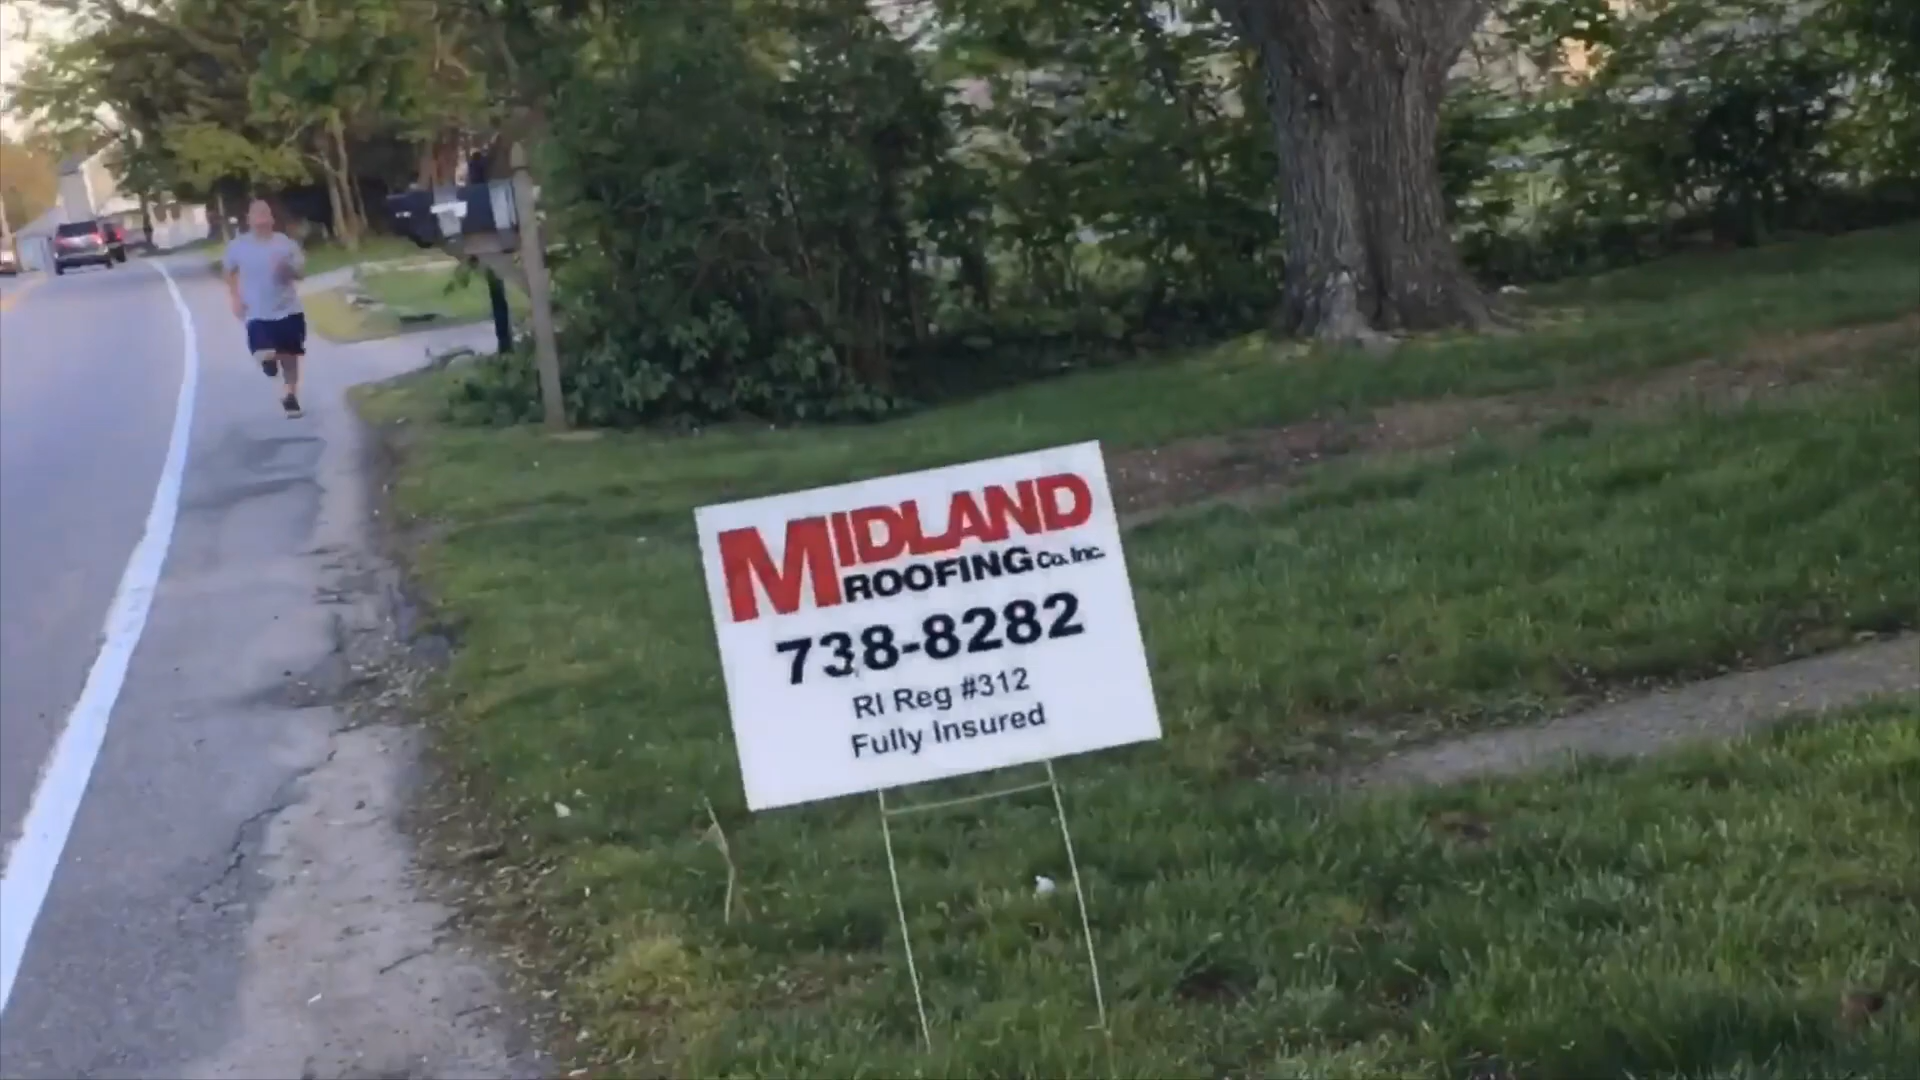 MIDLAND
ROOFING Co. Inc.
738-8282
RI Reg #312
Fully Insured